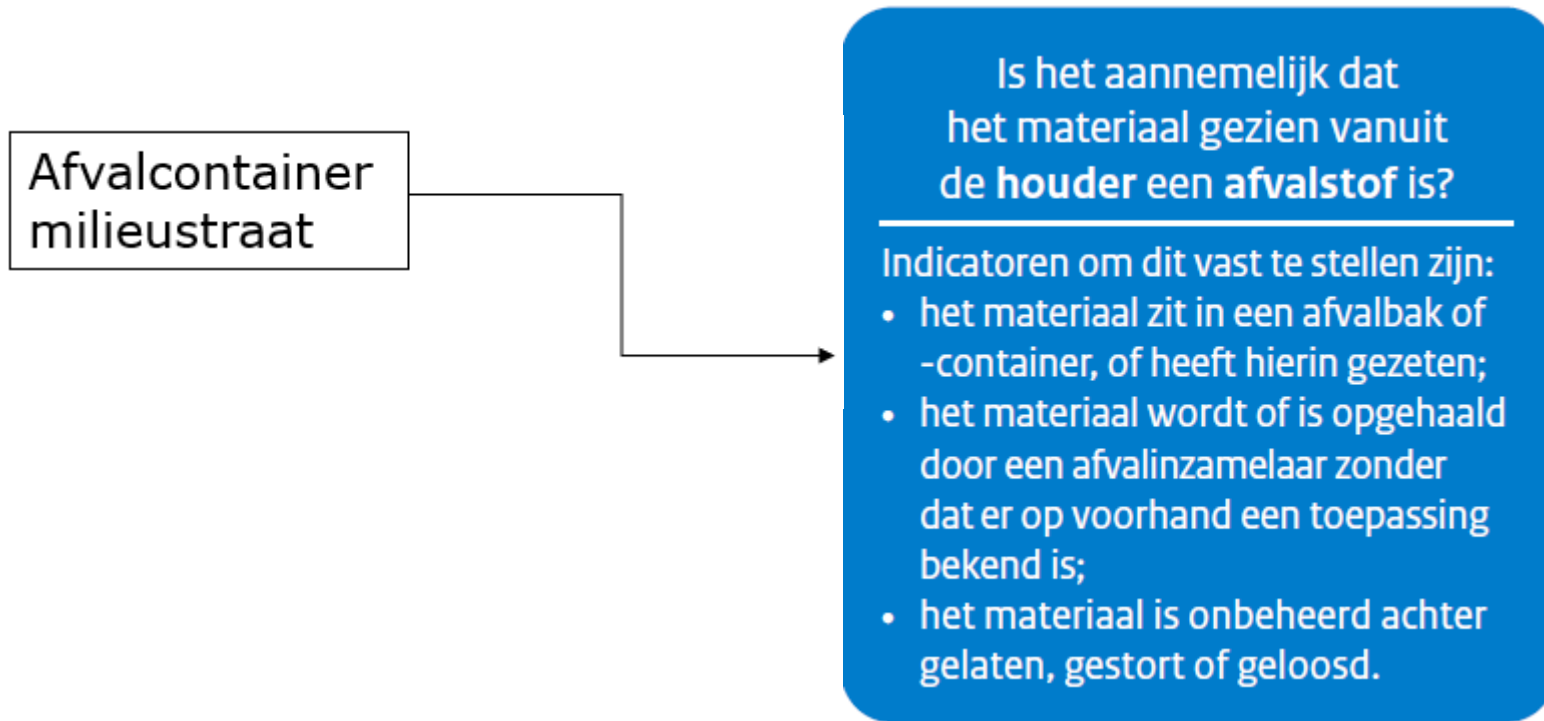 Afvalcontainer
milieustraat
Is het aannemelijk dat
het materiaal gezien vanuit
de houder een afvalstof is?
Indicatoren om dit vast te stellen zijn:
• het materiaal zit in een afvalbak of
-container, of heeft hierin gezeten;
• het materiaal wordt of is opgehaald
door een afvalinzamelaar zonder
dat er op voorhand een toepassing
bekend is;
• het materiaal is onbeheerd achter
gelaten, gestort of geloosd.